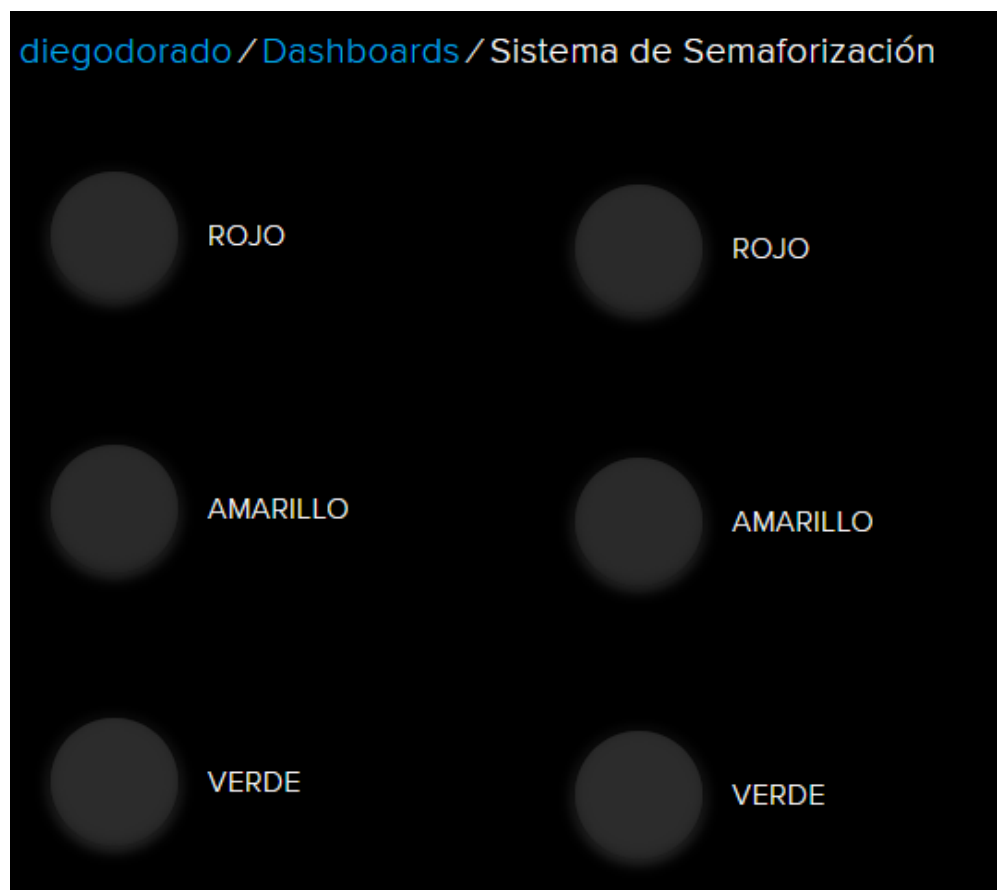 diegodorado / Dashboards / Sistema de Semaforización
ROJO
ROJO
AMARILLO
AMARILLO
VERDE
VERDE